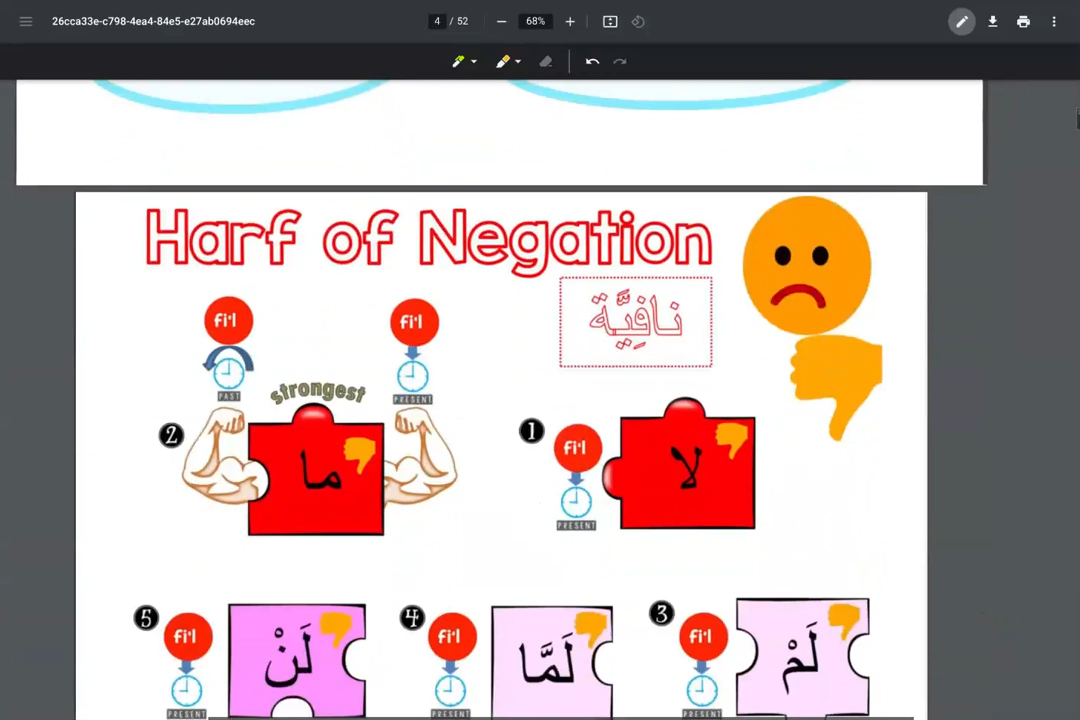 26cca33e-c798-4ea4-84e5-e27ab0694eec
4 / 52
68%
Harf of Negation
نافِيَّة
fi'l
fi'l
PAST
PRESENT
strongest
2
ما
1
fi'l
لا
PRESENT
5
fi'l
لَنْ
PRESENT
4
fi'l
لَمَّا
PRESENT
3
fi'l
لَمْ
PRESENT